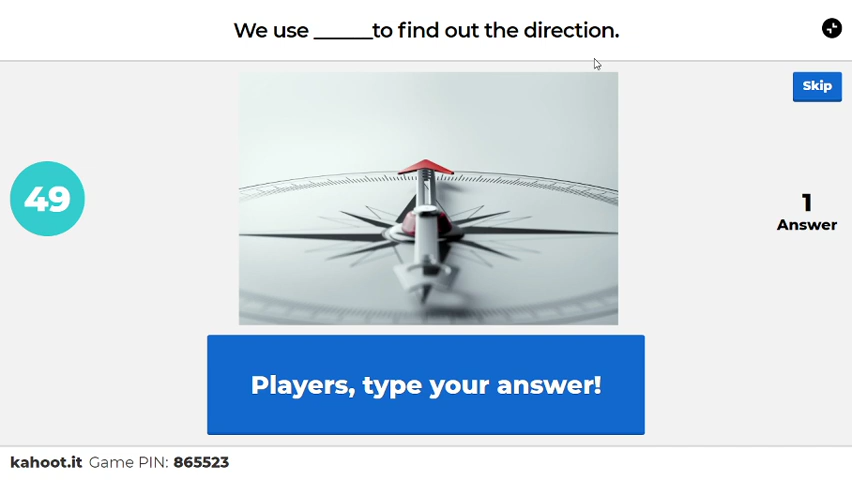 We use ______to find out the direction.
Skip
49
1
Answer
Players, type your answer!
kahoot.it Game PIN: 865523